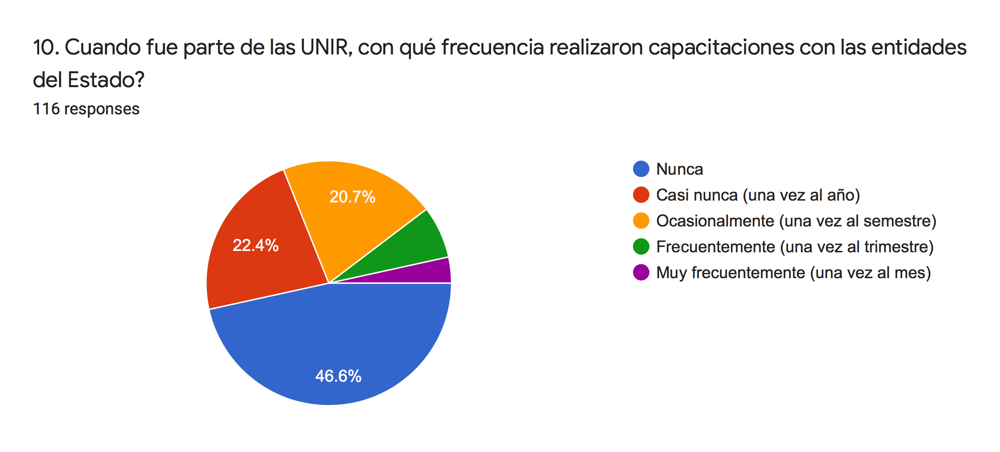 10. Cuando fue parte de las UNIR, con qué frecuencia realizaron capacitaciones con las entidades
del Estado?
116 responses
20.7%
22.4%
46.6%
Nunca
Casi nunca (una vez al año)
Ocasionalmente (una vez al semestre)
Frecuentemente (una vez al trimestre)
Muy frecuentemente (una vez al mes)